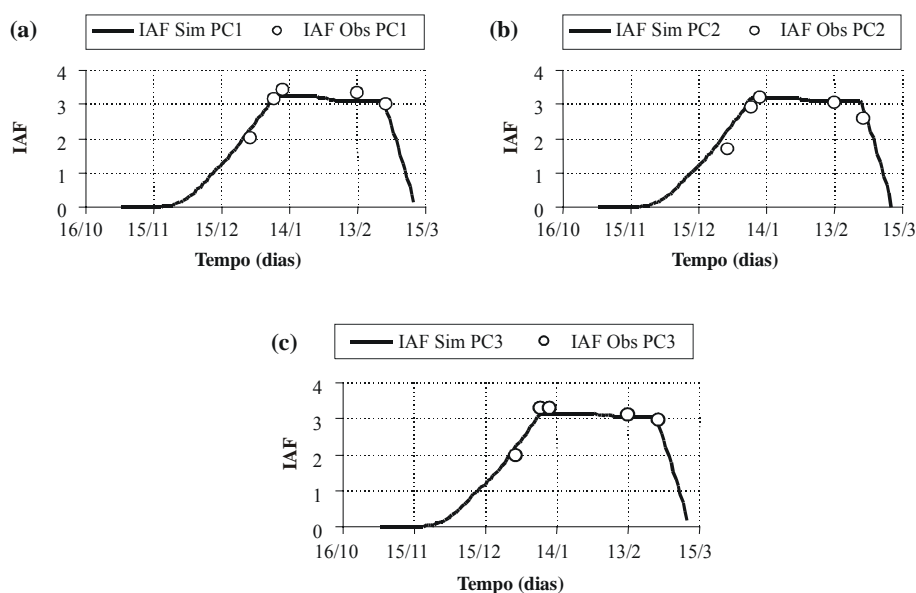 (a)
IAF Sim PC1 IAF Obs PC1
IAF
4
3
2
1
0
16/10 15/11 15/12 14/1 13/2 15/3
Tempo (dias)
(b)
IAF Sim PC2 IAF Obs PC2
IAF
4
3
2
1
0
16/10 15/11 15/12 14/1 13/2 15/3
Tempo (dias)
(c)
IAF Sim PC3 IAF Obs PC3
IAF
4
3
2
1
0
16/10 15/11 15/12 14/1 13/2 15/3
Tempo (dias)